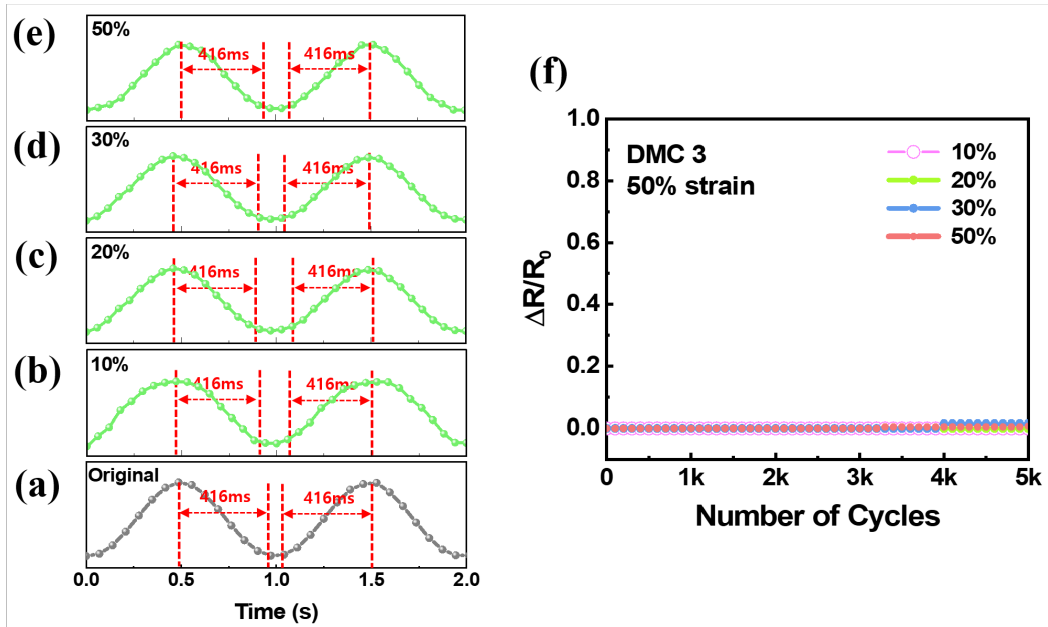 (e)
50%
416ms
416ms
(d)
30%
416ms
416ms
(c)
20%
416ms
416ms
(b)
10%
416ms
416ms
(a)
Original
416ms
416ms
0.0 0.5 1.0 1.5 2.0
Time (s)
(f)
DMC 3
50% strain
10%
20%
30%
50%
1.0
0.8
0.6
0.4
0.2
0.0
ΔR/R₀
0 1k 2k 3k 4k 5k
Number of Cycles